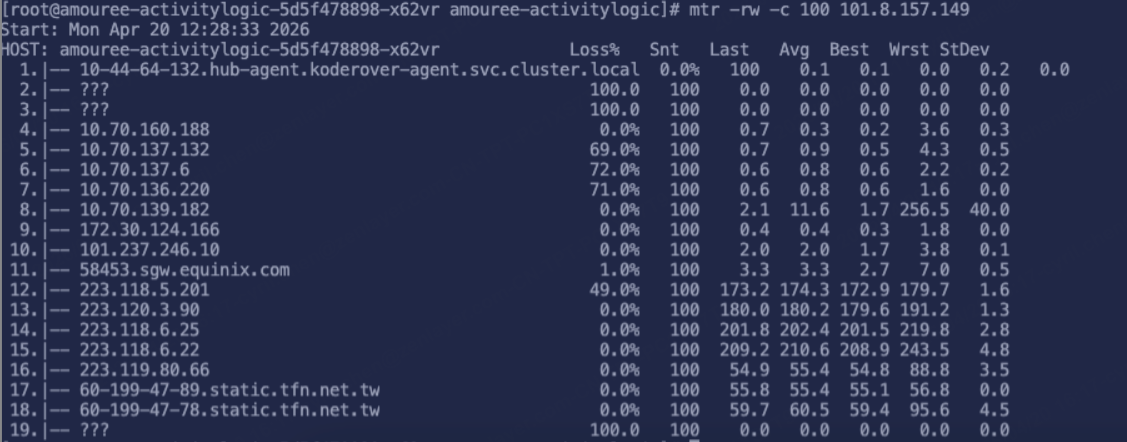 [root@amouree-activitylogic-5d5f478898-x62vr amouree-activitylogic]# mtr -rw -c 100 101.8.157.149
Start: Mon Apr 20 12:28:33 2026
HOST: amouree-activitylogic-5d5f478898-x62vr Loss% Snt Last Avg Best Wrst StDev
1.|-- 10-44-64-132.hub-agent.koderover-agent.svc.cluster.local 0.0% 100 0.1 0.1 0.0 0.2 0.0
2.|-- ??? 100.0 100 0.0 0.0 0.0 0.0 0.0
3.|-- ??? 100.0 100 0.0 0.0 0.0 0.0 0.0
4.|-- 10.70.160.188 0.0% 100 0.7 0.3 0.2 3.6 0.3
5.|-- 10.70.137.132 69.0% 100 0.7 0.9 0.5 4.3 0.5
6.|-- 10.70.137.6 72.0% 100 0.6 0.8 0.6 2.2 0.2
7.|-- 10.70.136.220 71.0% 100 0.6 0.8 0.6 1.6 0.0
8.|-- 10.70.139.182 0.0% 100 2.1 11.6 1.7 256.5 40.0
9.|-- 172.30.124.166 0.0% 100 0.4 0.4 0.3 1.8 0.0
10.|-- 101.237.246.10 0.0% 100 2.0 2.0 1.7 3.8 0.1
11.|-- 58453.sgw.equinix.com 1.0% 100 3.3 3.3 2.7 7.0 0.5
12.|-- 223.118.5.201 49.0% 100 173.2 174.3 172.9 179.7 1.6
13.|-- 223.120.3.90 0.0% 100 180.0 180.2 179.6 191.2 1.3
14.|-- 223.118.6.25 0.0% 100 201.8 202.4 201.5 219.8 2.8
15.|-- 223.118.6.22 0.0% 100 209.2 210.6 208.9 243.5 4.8
16.|-- 223.119.80.66 0.0% 100 54.9 55.4 54.8 88.8 3.5
17.|-- 60-199-47-89.static.tfn.net.tw 0.0% 100 55.8 55.4 55.1 56.8 0.0
18.|-- 60-199-47-78.static.tfn.net.tw 0.0% 100 59.7 60.5 59.4 95.6 4.5
19.|-- ??? 100.0 100 0.0 0.0 0.0 0.0 0.0